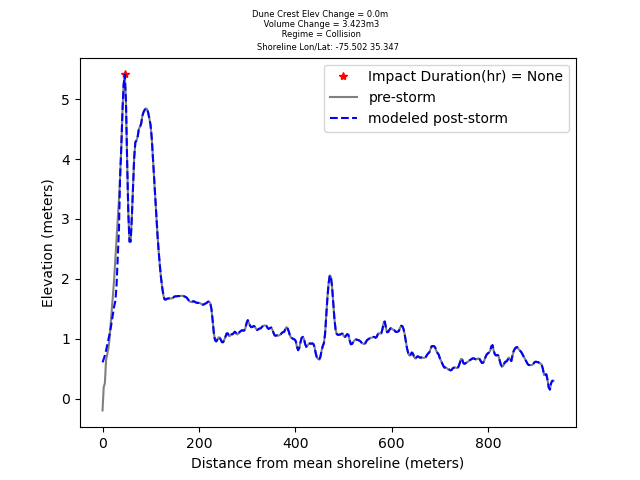 Dune Crest Elev Change = 0.0m
Volume Change = 3.423m3
Regime = Collision
Shoreline Lon/Lat: -75.502 35.347
Impact Duration(hr) = None
pre-storm
modeled post-storm
Elevation (meters)
5
4
3
2
1
0
0 200 400 600 800
Distance from mean shoreline (meters)